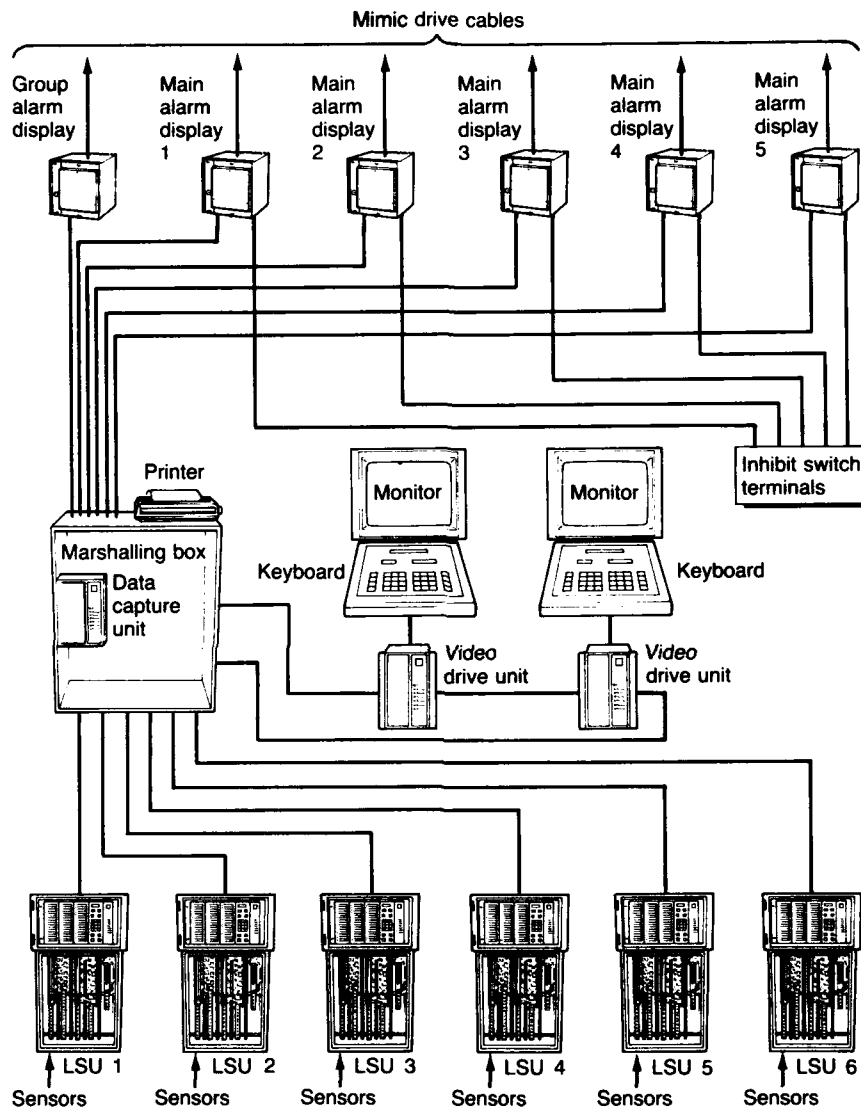 Mimic drive cables
Group
alarm
display
Main
alarm
display
1
Main
alarm
display
2
Main
alarm
display
3
Main
alarm
display
4
Main
alarm
display
5
Inhibit switch
terminals
Printer
Monitor
Monitor
Marshalling box
Data
capture
unit
Keyboard
Keyboard
Video
drive unit
Video
drive unit
LSU 1
LSU 2
LSU 3
LSU 4
LSU 5
LSU 6
Sensors
Sensors
Sensors
Sensors
Sensors
Sensors